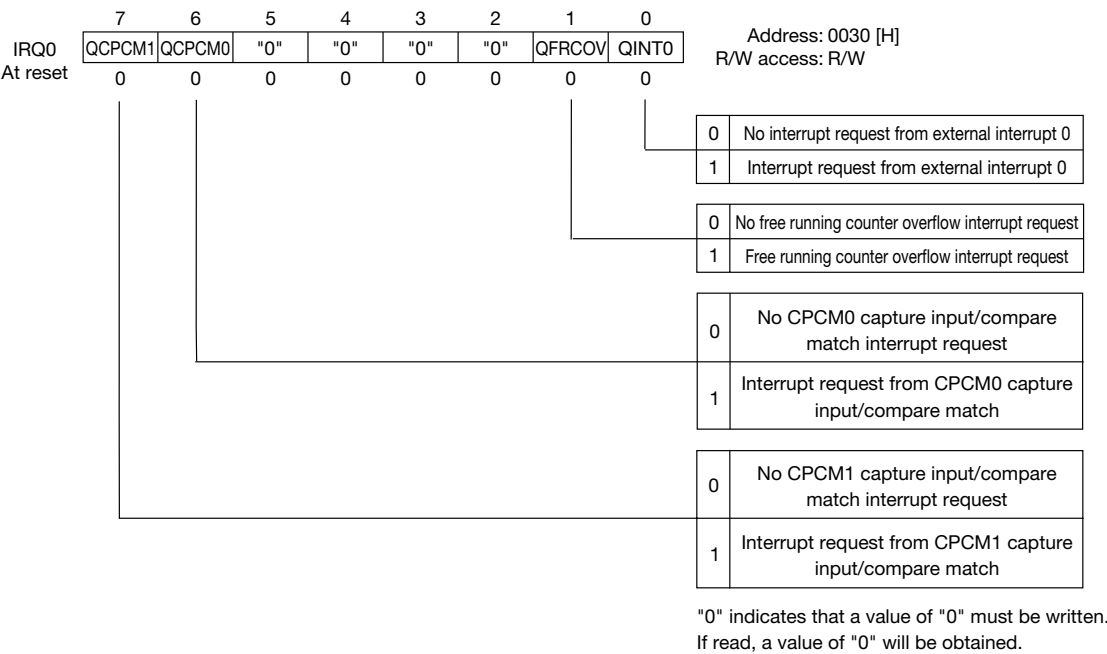 7 6 5 4 3 2 1 0
IRQ0 QCPCM1 QCPCM0 "0" "0" "0" "0" QFRCOV QINT0
At reset 0 0 0 0 0 0 0 0
Address: 0030 [H]
R/W access: R/W
0 No interrupt request from external interrupt 0
1 Interrupt request from external interrupt 0
0 No free running counter overflow interrupt request
1 Free running counter overflow interrupt request
0 No CPCM0 capture input/compare
match interrupt request
1 Interrupt request from CPCM0 capture
input/compare match
0 No CPCM1 capture input/compare
match interrupt request
1 Interrupt request from CPCM1 capture
input/compare match
"0" indicates that a value of "0" must be written.
If read, a value of "0" will be obtained.